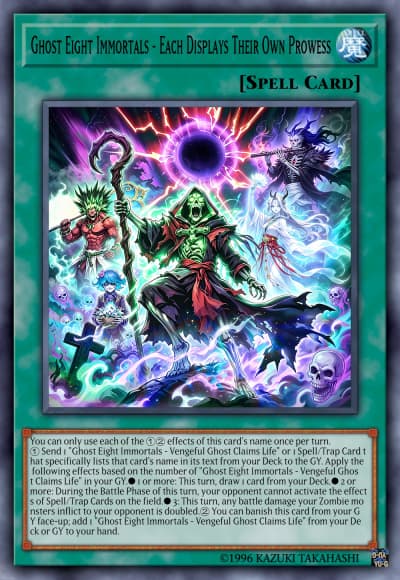 Ghost Eight Immortals - Each Displays Their Own Prowess
魔
[Spell Card]
You can only use each of the ①② effects of this card's name once per turn.
① Send 1 "Ghost Eight Immortals - Vengeful Ghost Claims Life" or 1 Spell/Trap Card t
hat specifically lists that card's name in its text from your Deck to the GY. Apply the
following effects based on the number of "Ghost Eight Immortals - Vengeful Ghos
t Claims Life" in your GY.● 1 or more: This turn, draw 1 card from your Deck.● 2 or
more: During the Battle Phase of this turn, your opponent cannot activate the effect
s of Spell/Trap Cards on the field.● 3: This turn, any battle damage your Zombie mo
nsters inflict to your opponent is doubled.② You can banish this card from your G
Y face-up; add 1 "Ghost Eight Immortals - Vengeful Ghost Claims Life" from your De
ck or GY to your hand.
©1996 KAZUKI TAKAHASHI